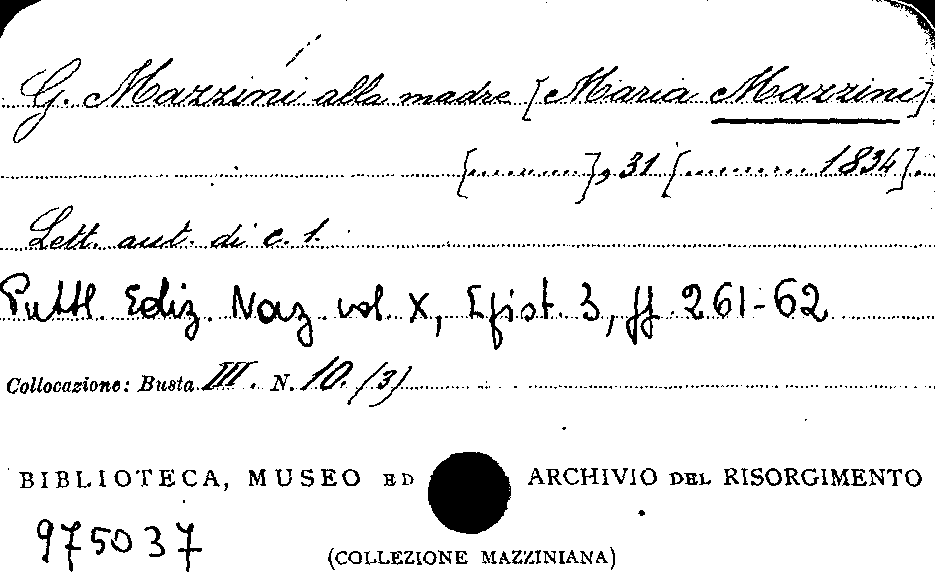 G. Mazzini alla madre [Maria Mazzini].
[..........], 31 [.............. 1834].
Lett. aut. di c. 1.
Pubbl. Ediz. Naz. vol. X, Epist. 3, pp. 261-62
Collocazione: Busta III. N. 10. (3)
BIBLIOTECA, MUSEO ED ARCHIVIO DEL RISORGIMENTO
975037
(COLLEZIONE MAZZINIANA)